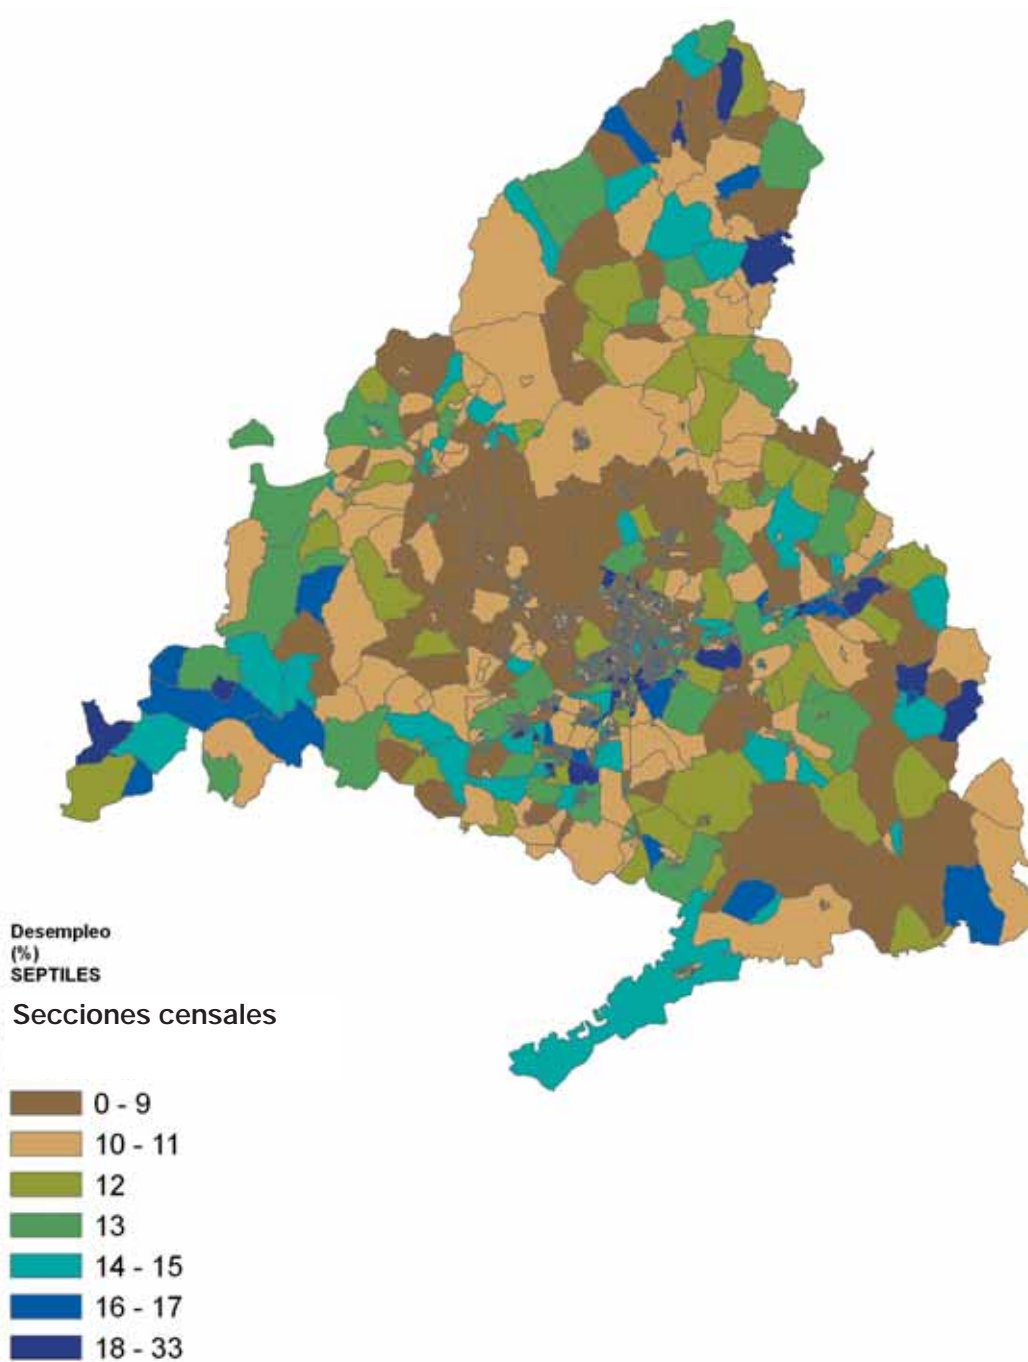 Desempleo
(%)
SEPTILES
Secciones censales
0 - 9
10 - 11
12
13
14 - 15
16 - 17
18 - 33